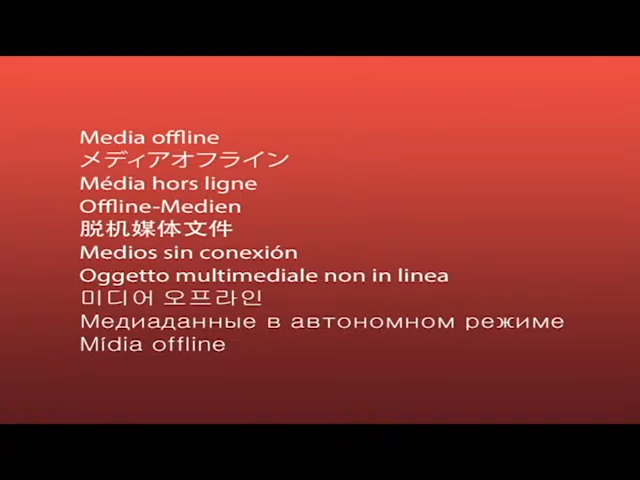 Media offline
メディアオフライン
Média hors ligne
Offline-Medien
脱机媒体文件
Medios sin conexión
Oggetto multimediale non in linea
미디어 오프라인
Медиаданные в автономном режиме
Mídia offline